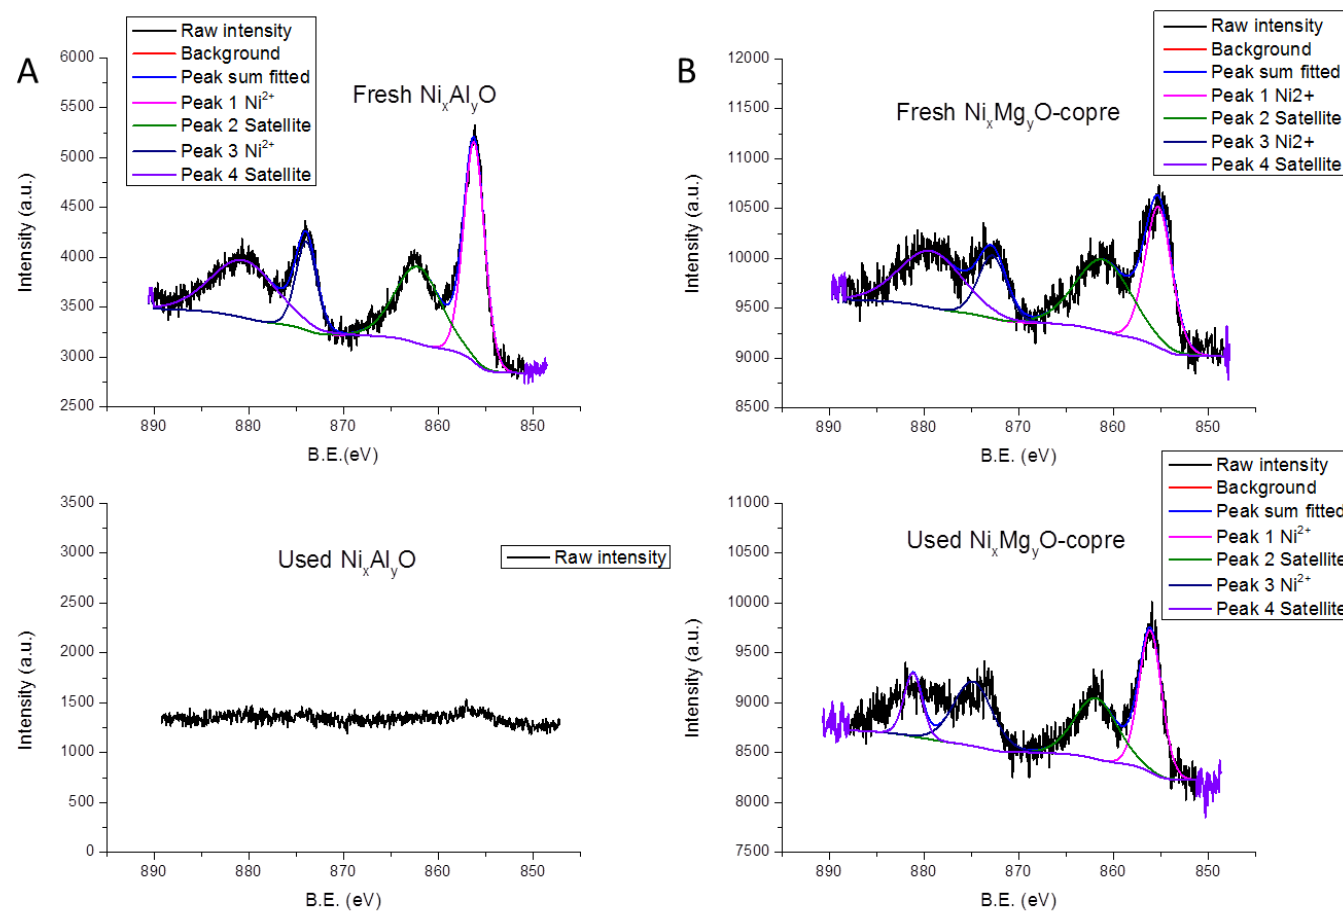 A
Raw intensity
Background
Peak sum fitted
Peak 1 Ni²⁺
Peak 2 Satellite
Peak 3 Ni²⁺
Peak 4 Satellite
Fresh NiₓAlᵧO
Intensity (a.u.)
6000
5500
5000
4500
4000
3500
3000
2500
890 880 870 860 850
B.E.(eV)
B
Raw intensity
Background
Peak sum fitted
Peak 1 Ni2+
Peak 2 Satellite
Peak 3 Ni2+
Peak 4 Satellite
Fresh NiₓMgᵧO-copre
Intensity (a.u.)
12000
11500
11000
10500
10000
9500
9000
8500
890 880 870 860 850
B.E. (eV)
Used NiₓAlᵧO
Raw intensity
Intensity (a.u.)
3500
3000
2500
2000
1500
1000
500
0
890 880 870 860 850
B.E. (eV)
Raw intensity
Background
Peak sum fitted
Peak 1 Ni²⁺
Peak 2 Satellite
Peak 3 Ni²⁺
Peak 4 Satellite
Used NiₓMgᵧO-copre
Intensity (a.u.)
11000
10500
10000
9500
9000
8500
8000
7500
890 880 870 860 850
B.E. (eV)